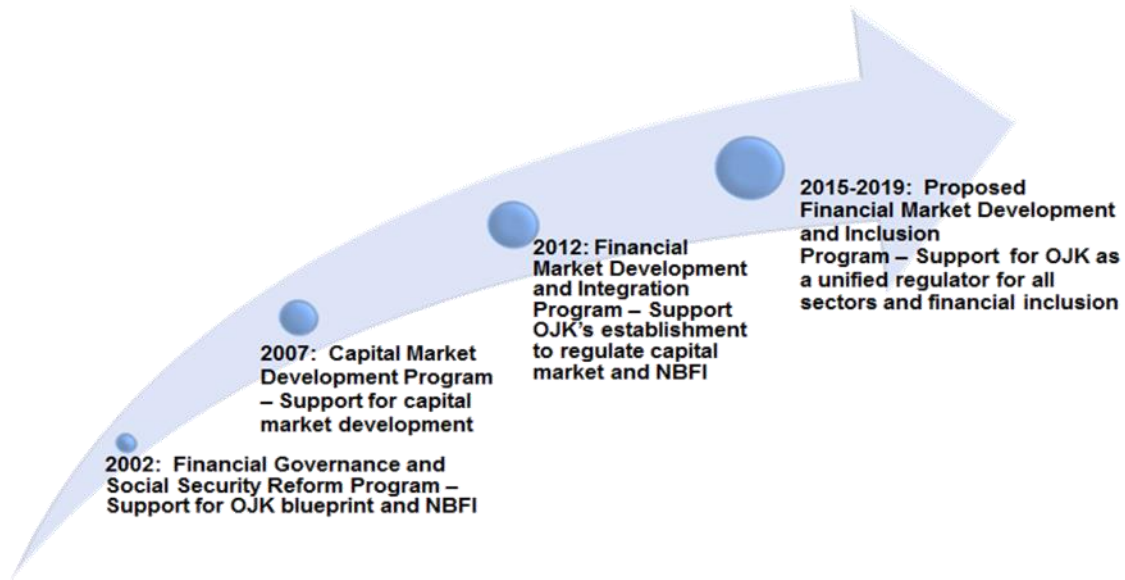 2015-2019: Proposed
Financial Market Development
and Inclusion
Program – Support for OJK as
a unified regulator for all
sectors and financial inclusion
2012: Financial
Market Development
and Integration
Program – Support
OJK’s establishment
to regulate capital
market and NBFI
2007: Capital Market
Development Program
– Support for capital
market development
2002: Financial Governance and
Social Security Reform Program –
Support for OJK blueprint and NBFI